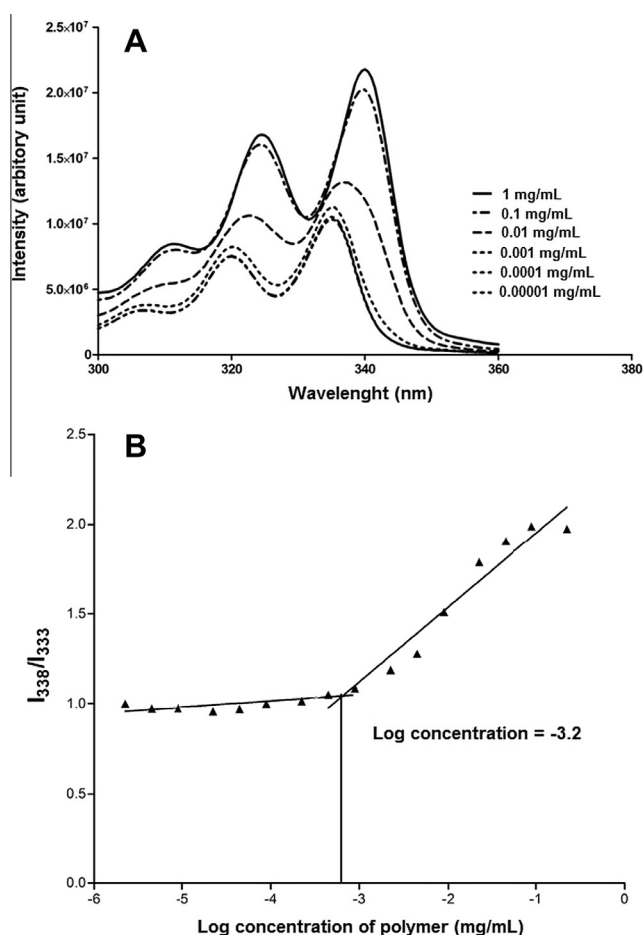 A
Intensity (arbitory unit)
2.5×10⁷
2.0×10⁷
1.5×10⁷
1.0×10⁷
5.0×10⁶
0
300
320
340
360
380
Wavelenght (nm)
1 mg/mL
0.1 mg/mL
0.01 mg/mL
0.001 mg/mL
0.0001 mg/mL
0.00001 mg/mL
B
I₃₃₈/I₃₃₃
2.5
2.0
1.5
1.0
0.5
0.0
Log concentration = -3.2
-6
-5
-4
-3
-2
-1
0
Log concentration of polymer (mg/mL)